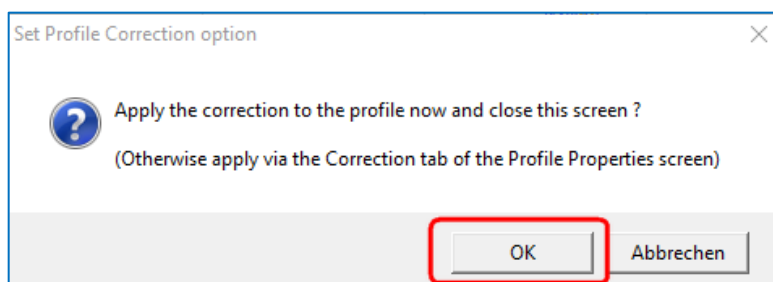 Set Profile Correction option
Apply the correction to the profile now and close this screen ?
(Otherwise apply via the Correction tab of the Profile Properties screen)
OK
Abbrechen